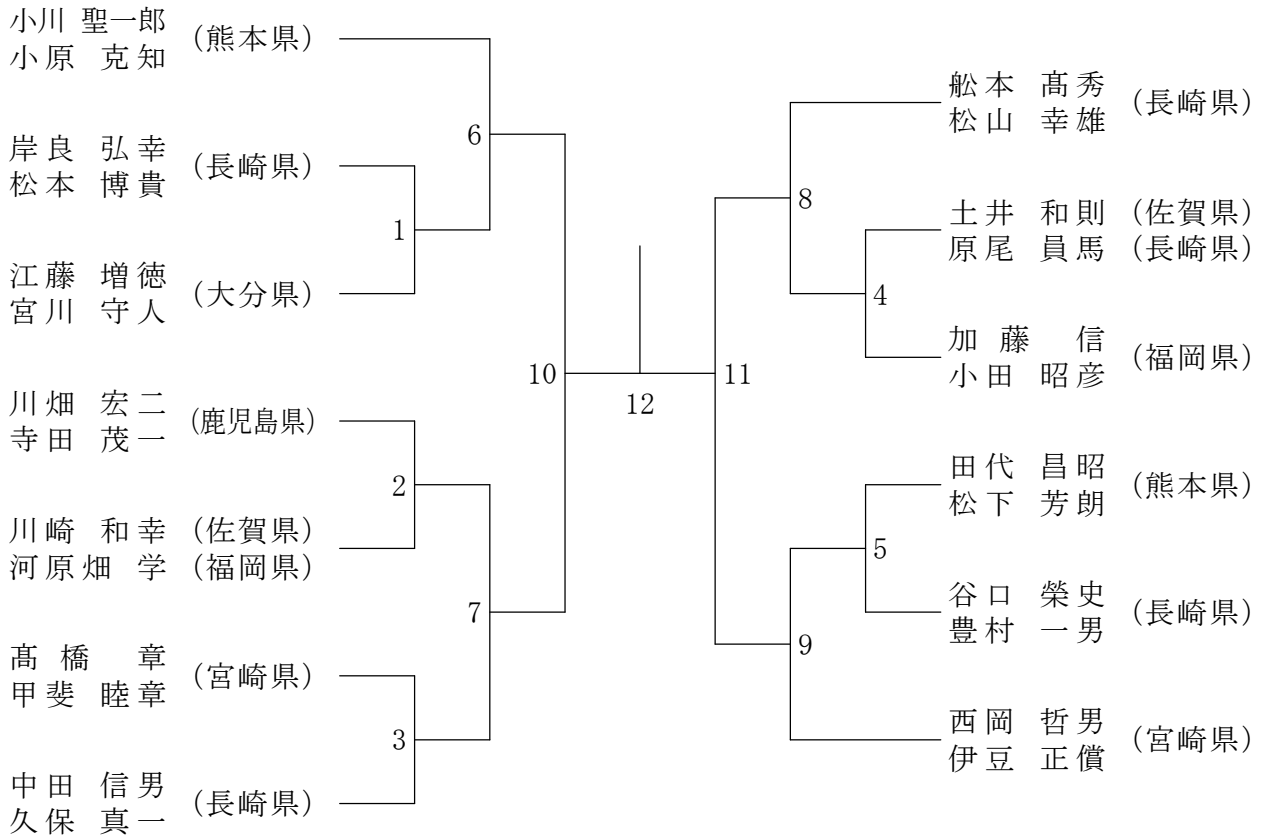 小川 聖一郎 (熊本県)
小原 克知
岸良 弘幸 (長崎県)
松本 博貴
江藤 増徳 (大分県)
宮川 守人
川畑 宏二 (鹿児島県)
寺田 茂一
川崎 和幸 (佐賀県)
河原畑 学 (福岡県)
髙橋 章 (宮崎県)
甲斐 睦章
中田 信男 (長崎県)
久保 真一
6
1
2
7
3
10
12
11
8
4
5
9
舩本 髙秀 (長崎県)
松山 幸雄
土井 和則 (佐賀県)
原尾 員馬 (長崎県)
加藤 信 (福岡県)
小田 昭彦
田代 昌昭 (熊本県)
松下 芳朗
谷口 榮史 (長崎県)
豊村 一男
西岡 哲男 (宮崎県)
伊豆 正償